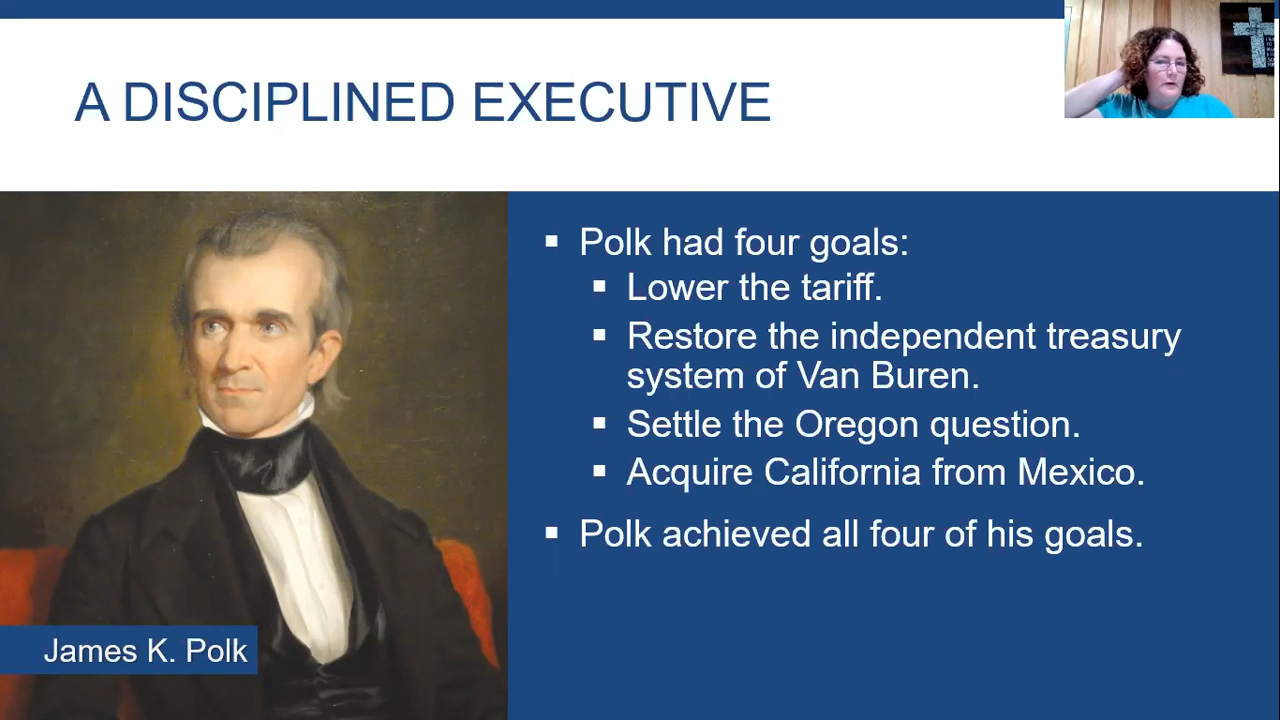 A DISCIPLINED EXECUTIVE
▪ Polk had four goals:
▪ Lower the tariff.
▪ Restore the independent treasury
system of Van Buren.
▪ Settle the Oregon question.
▪ Acquire California from Mexico.
▪ Polk achieved all four of his goals.
James K. Polk